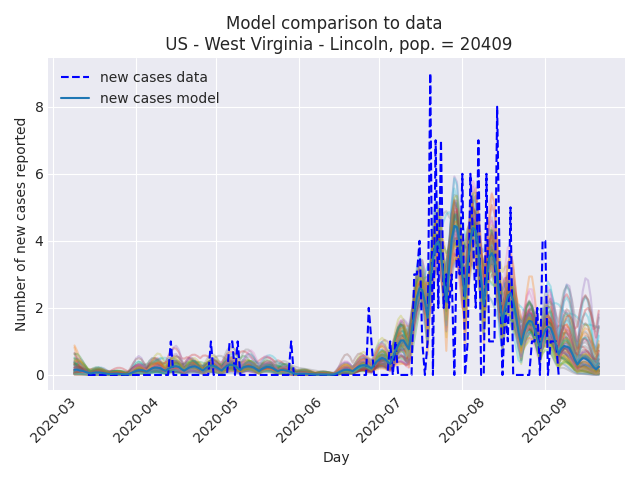 Model comparison to data
US - West Virginia - Lincoln, pop. = 20409
new cases data
new cases model
Number of new cases reported
8
6
4
2
0
2020-03
2020-04
2020-05
2020-06
2020-07
2020-08
2020-09
Day